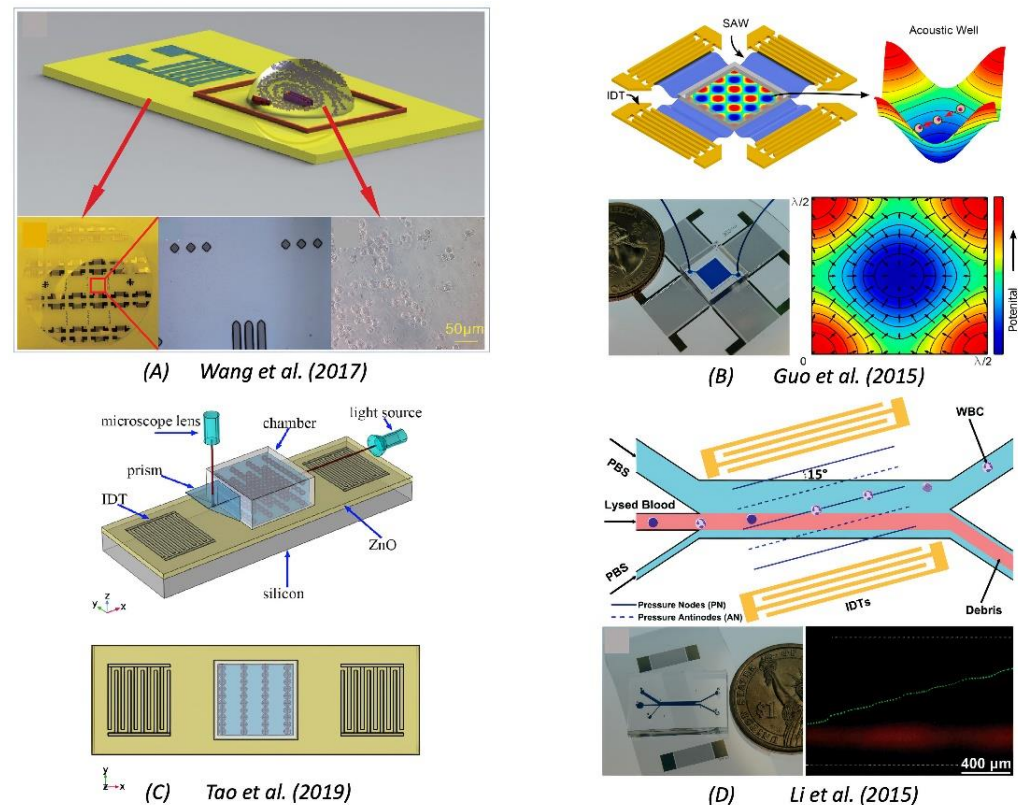 50μm
(A) Wang et al. (2017)
SAW
IDT
Acoustic Well
λ/2
Potenital
0
λ/2
(B) Guo et al. (2015)
microscope lens
chamber
light source
prism
IDT
ZnO
silicon
z
y
x
y
z
x
(C) Tao et al. (2019)
PBS
15°
WBC
Lysed Blood
PBS
Pressure Nodes (PN)
Pressure Antinodes (AN)
IDTs
Debris
400 μm
(D) Li et al. (2015)